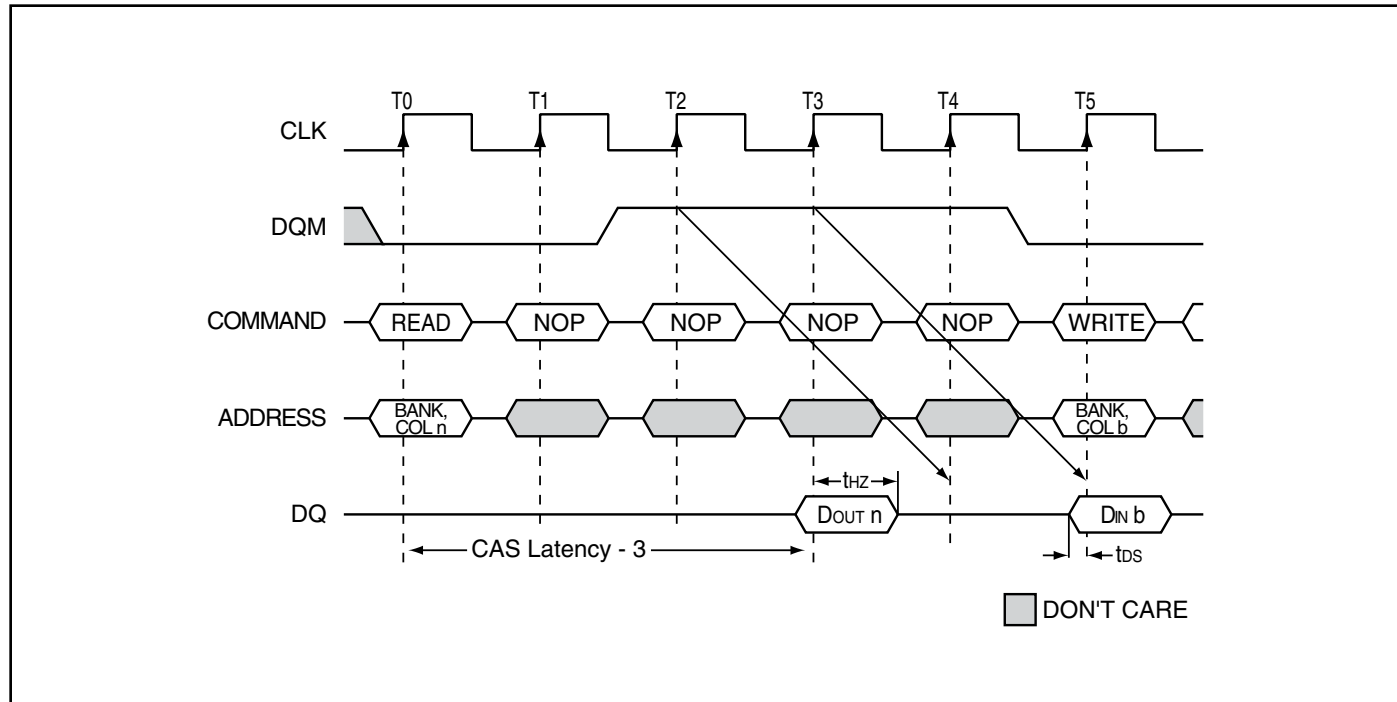 T0 T1 T2 T3 T4 T5
CLK
DQM
COMMAND READ NOP NOP NOP NOP WRITE
ADDRESS BANK, COL n BANK, COL b
tHZ
DQ DOUT n DIN b
CAS Latency - 3 tDS
DON'T CARE